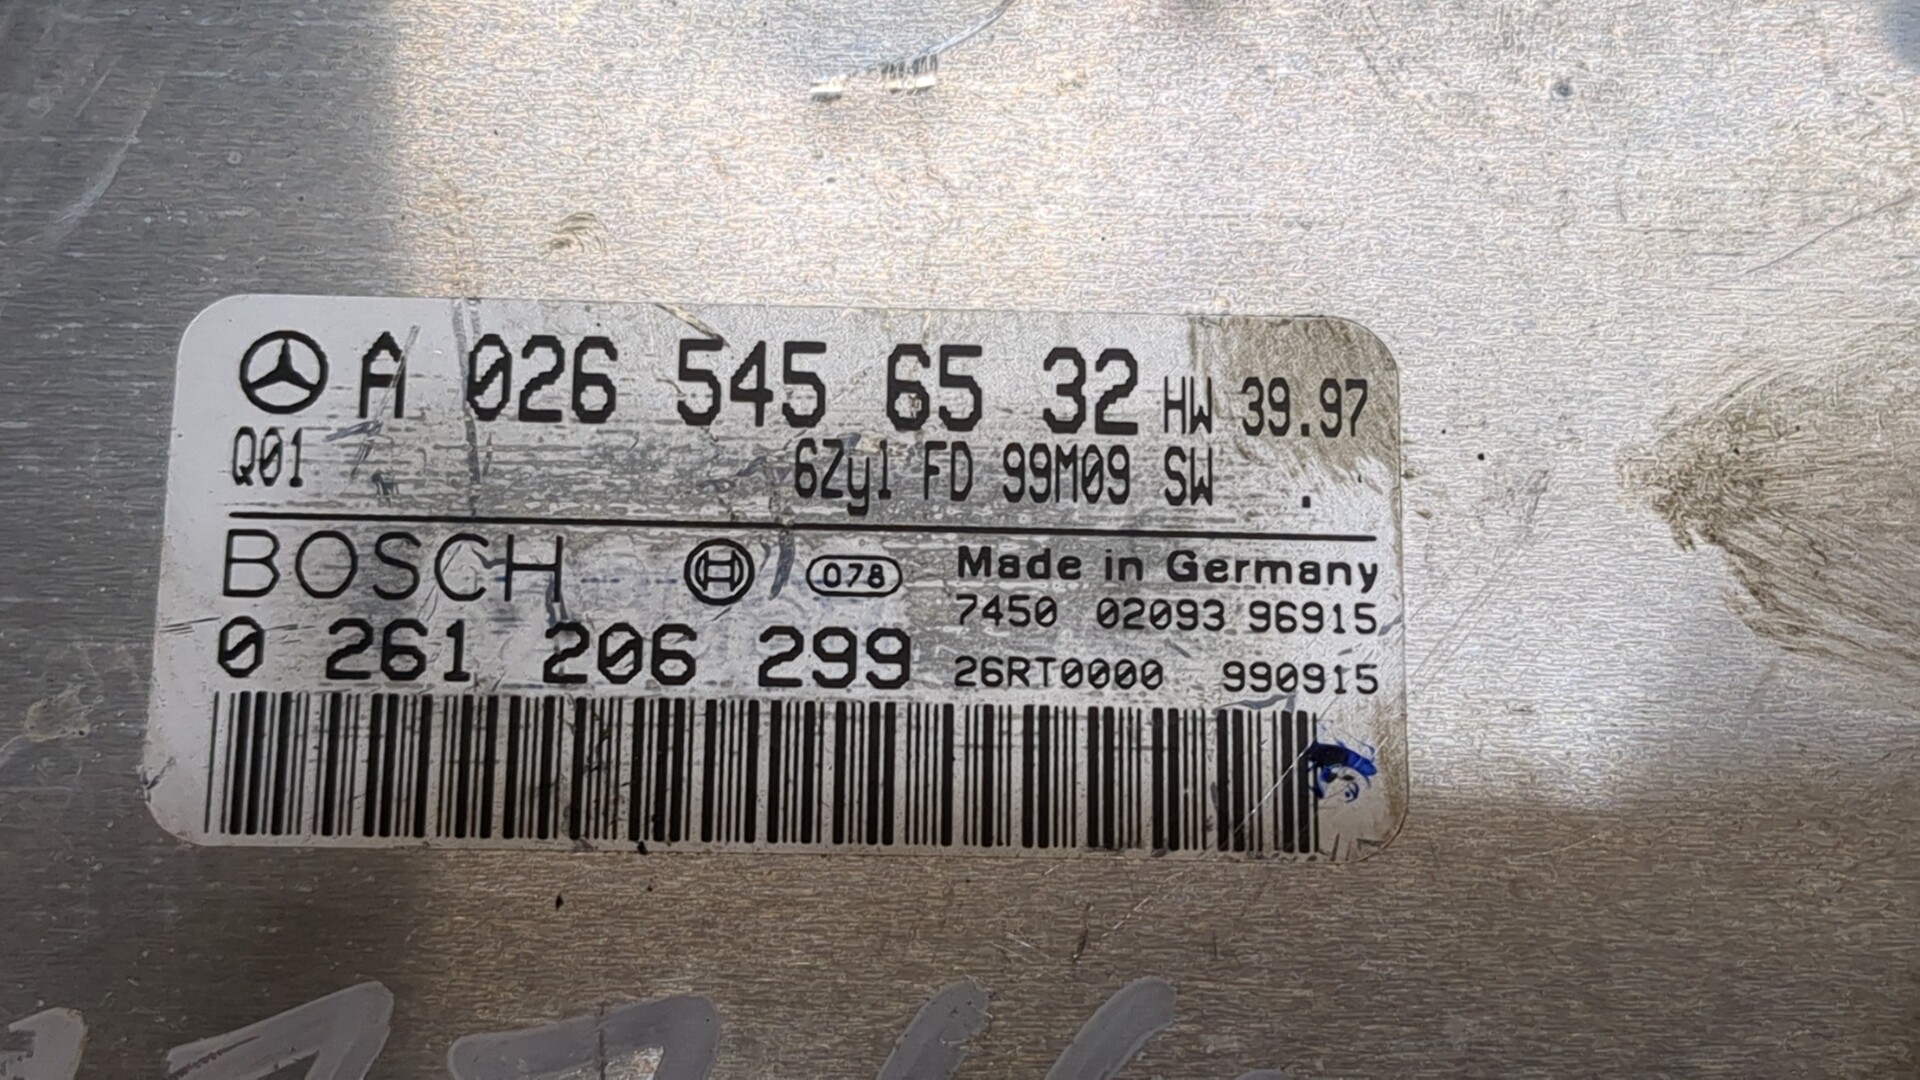 A 026 545 65 32 HW 39.97
Q01 6Zyl FD 99M09 SW .
BOSCH 078 Made in Germany
7450 02093 96915
0 261 206 299 26RT0000 990915